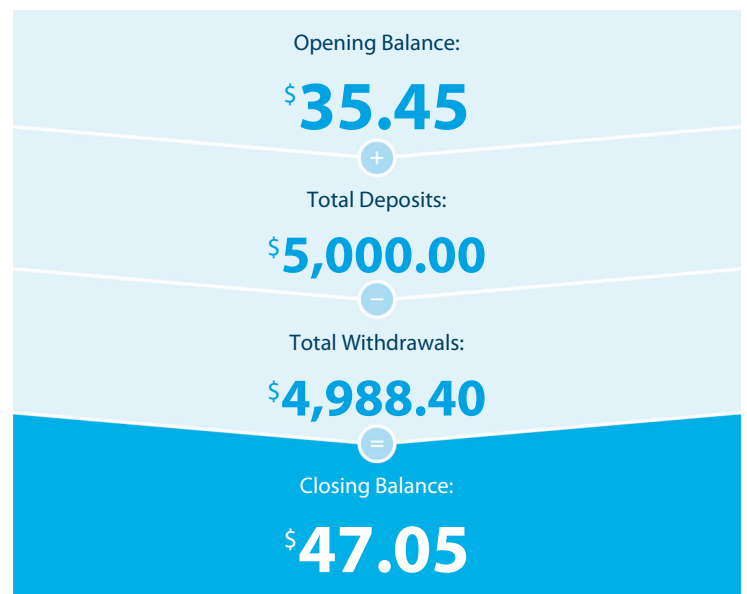 Opening Balance:
$35.45
+
Total Deposits:
$5,000.00
−
Total Withdrawals:
$4,988.40
=
Closing Balance:
$47.05